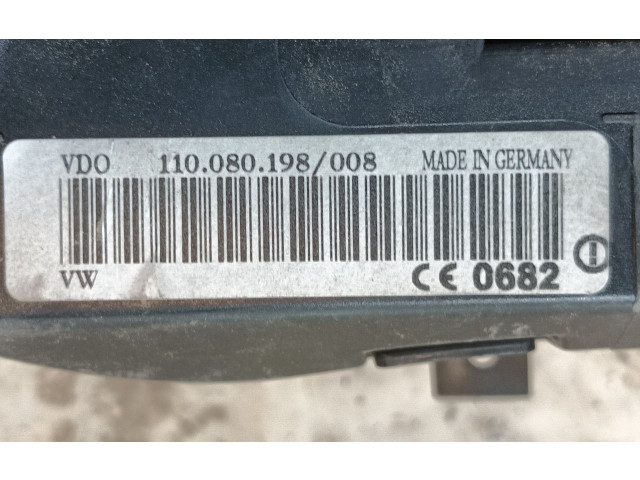 VDO 110.080.198/008 MADE IN GERMANY
VW CE 0682